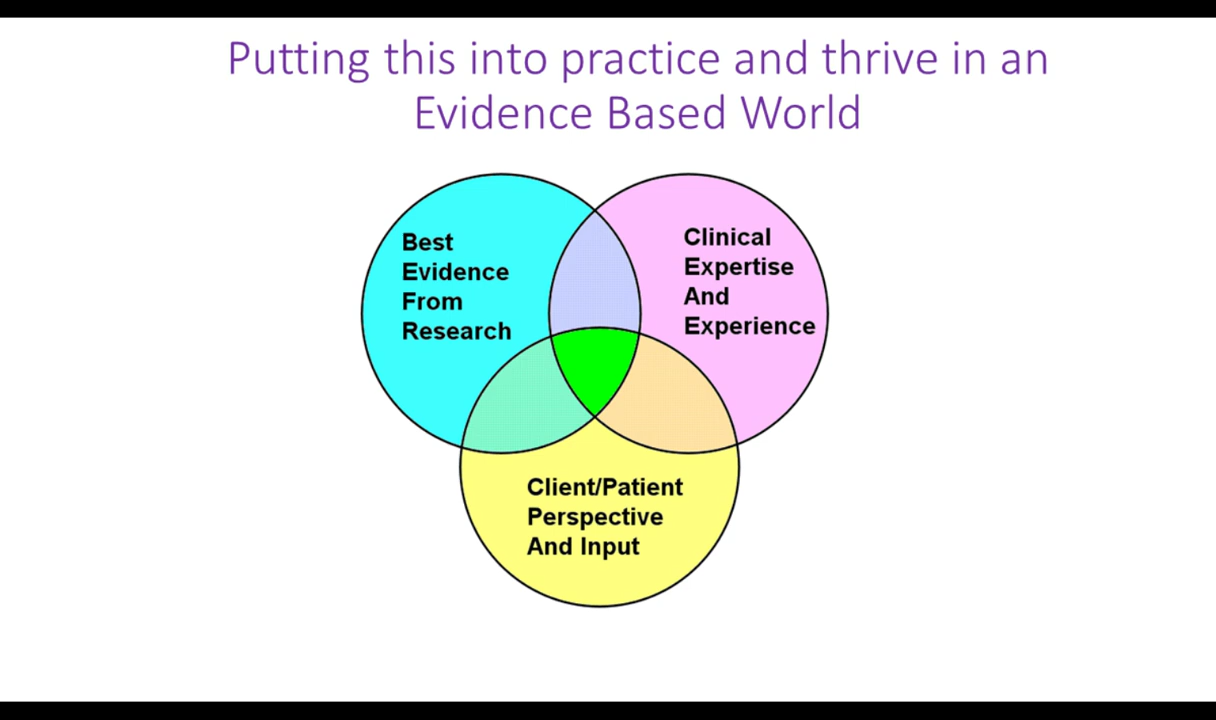 Putting this into practice and thrive in an
Evidence Based World
Best
Evidence
From
Research
Clinical
Expertise
And
Experience
Client/Patient
Perspective
And Input